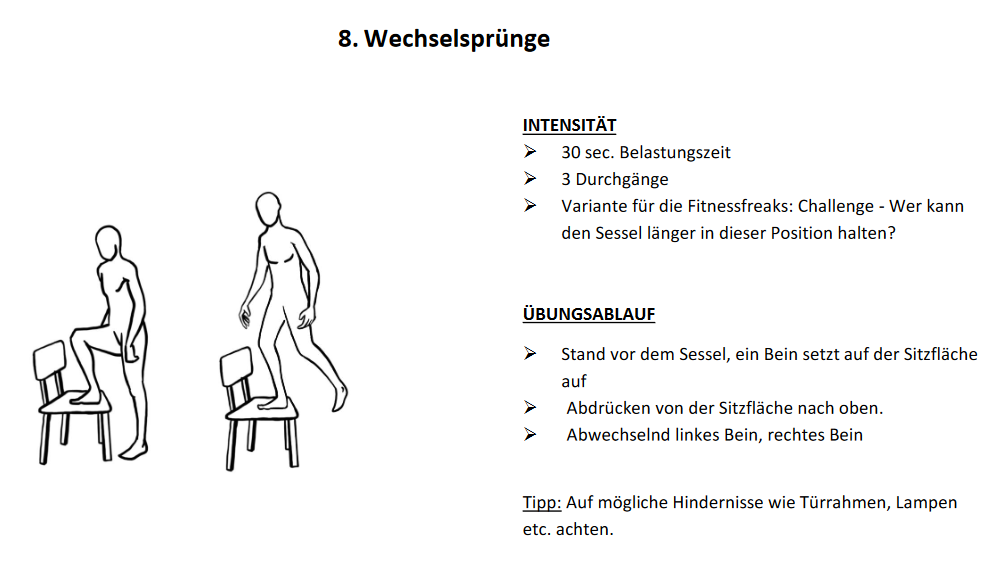 8. Wechselsprünge
INTENSITÄT
➢ 30 sec. Belastungszeit
➢ 3 Durchgänge
➢ Variante für die Fitnessfreaks: Challenge - Wer kann
den Sessel länger in dieser Position halten?
ÜBUNGSABLAUF
➢ Stand vor dem Sessel, ein Bein setzt auf der Sitzfläche
auf
➢ Abdrücken von der Sitzfläche nach oben.
➢ Abwechselnd linkes Bein, rechtes Bein
Tipp: Auf mögliche Hindernisse wie Türrahmen, Lampen
etc. achten.